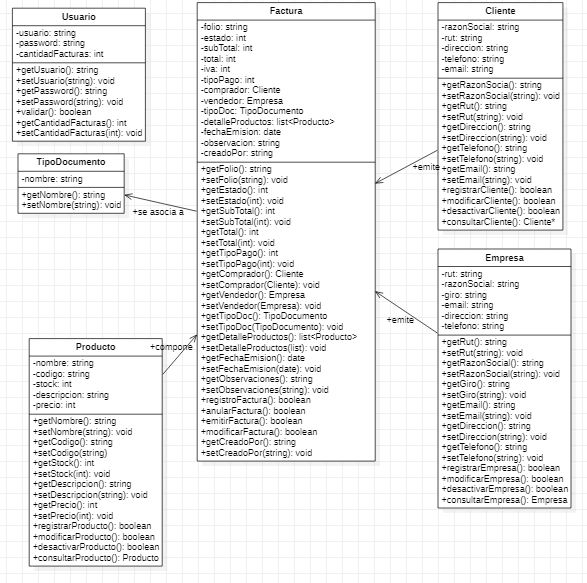 Usuario
-usuario: string
-password: string
-cantidadFacturas: int
+getUsuario(): string
+setUsuario(string): void
+getPassword(): string
+setPassword(string): void
+validar(): boolean
+getCantidadFacturas(): int
+setCantidadFacturas(int): void
TipoDocumento
-nombre: string
+getNombre(): string
+setNombre(string): void
+se asocia a
Producto
-nombre: string
-codigo: string
-stock: int
-descripcion: string
-precio: int
+getNombre(): string
+setNombre(string): void
+getCodigo(): string
+setCodigo(string)
+getStock(): int
+setStock(int): void
+getDescripcion(): string
+setDescripcion(string): void
+getPrecio(): int
+setPrecio(int): void
+registrarProducto(): boolean
+modificarProducto(): boolean
+desactivarProducto(): boolean
+consultarProducto(): Producto
+compone
Factura
-folio: string
-estado: int
-subTotal: int
-total: int
-iva: int
-tipoPago: int
-comprador: Cliente
-vendedor: Empresa
-tipoDoc: TipoDocumento
-detalleProductos: list<Producto>
-fechaEmision: date
-observacion: string
-creadoPor: string
+getFolio(): string
+setFolio(string): void
+getEstado(): int
+setEstado(int): void
+getSubTotal(): int
+setSubTotal(int): void
+getTotal(): int
+setTotal(int): void
+getTipoPago(): int
+setTipoPago(int): void
+getComprador(): Cliente
+setComprador(Cliente): void
+getVendedor(): Empresa
+setVendedor(Empresa): void
+getTipoDoc(): TipoDocumento
+setTipoDoc(TipoDocumento): void
+getDetalleProductos(): list<Producto>
+setDetalleProductos(list): void
+getFechaEmision(): date
+setFechaEmision(date): void
+getObservaciones(): string
+setObservaciones(string): void
+registroFactura(): boolean
+anularFactura(): boolean
+emitirFactura(): boolean
+modificarFactura(): boolean
+getCreadoPor(): string
+setCreadoPor(string): void
Cliente
-razonSocial: string
-rut: string
-direccion: string
-telefono: string
-email: string
+getRazonSocia(): string
+setRazonSocial(string): void
+getRut(): string
+setRut(string): void
+getDireccion(): string
+setDireccion(string): void
+getTelefono(): string
+setTelefono(string): void
+getEmail(): string
+setEmail(string): void
+registrarCliente(): boolean
+modificarCliente(): boolean
+desactivarCliente(): boolean
+consultarCliente(): Cliente*
+emite
Empresa
-rut: string
-razonSocial: string
-giro: string
-email: string
-direccion: string
-telefono: string
+getRut(): string
+setRut(string): void
+getRazonSocial(): string
+setRazonSocial(string): void
+getGiro(): string
+setGiro(string): void
+getEmail(): string
+setEmail(string): void
+getDireccion(): string
+setDireccion(string): void
+getTelefono(): string
+setTelefono(string): void
+registrarEmpresa(): boolean
+modificarEmpresa(): boolean
+desactivarEmpresa(): boolean
+consultarEmpresa(): Empresa
+emite